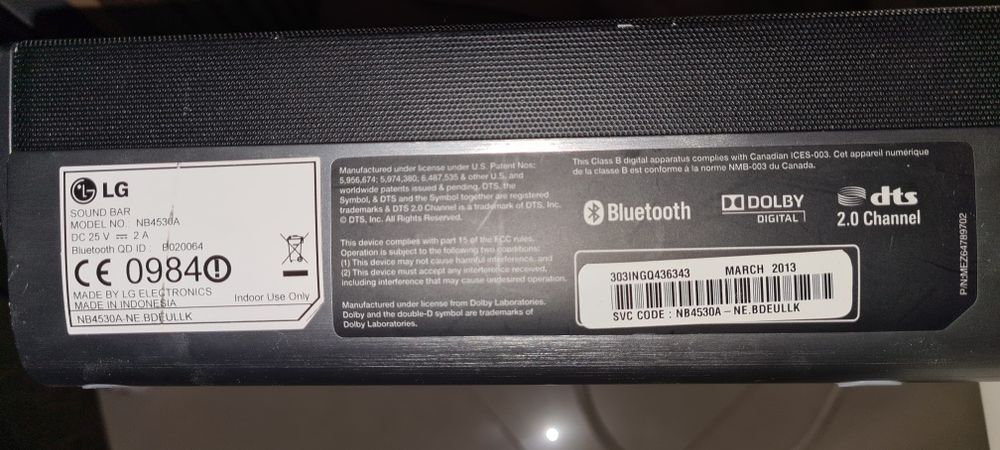 LG
SOUND BAR
MODEL NO: NB4530A
DC 25 V ⎓ 2 A
Bluetooth QD ID : B020064
CE 0984
MADE BY LG ELECTRONICS
MADE IN INDONESIA
Indoor Use Only
NB4530A-NE.BDEULLK
Manufactured under license under U.S. Patent Nos:
5,956,674; 5,974,380; 6,487,535 & other U.S. and
worldwide patents issued & pending. DTS, the
Symbol, & DTS and the Symbol together are registered
trademarks & DTS 2.0 Channel is a trademark of DTS, Inc.
© DTS, Inc. All Rights Reserved.
This device complies with part 15 of the FCC rules.
Operation is subject to the following two conditions:
(1) This device may not cause harmful interference, and
(2) This device must accept any interference received,
including interference that may cause undesired operation.
Manufactured under license from Dolby Laboratories.
Dolby and the double-D symbol are trademarks of
Dolby Laboratories.
This Class B digital apparatus complies with Canadian ICES-003. Cet appareil numérique
de la classe B est conforme à la norme NMB-003 du Canada.
Bluetooth
DOLBY
DIGITAL
dts
2.0 Channel
303INGQ436343 MARCH 2013
SVC CODE : NB4530A-NE.BDEULLK
P/N:MEZ64789702